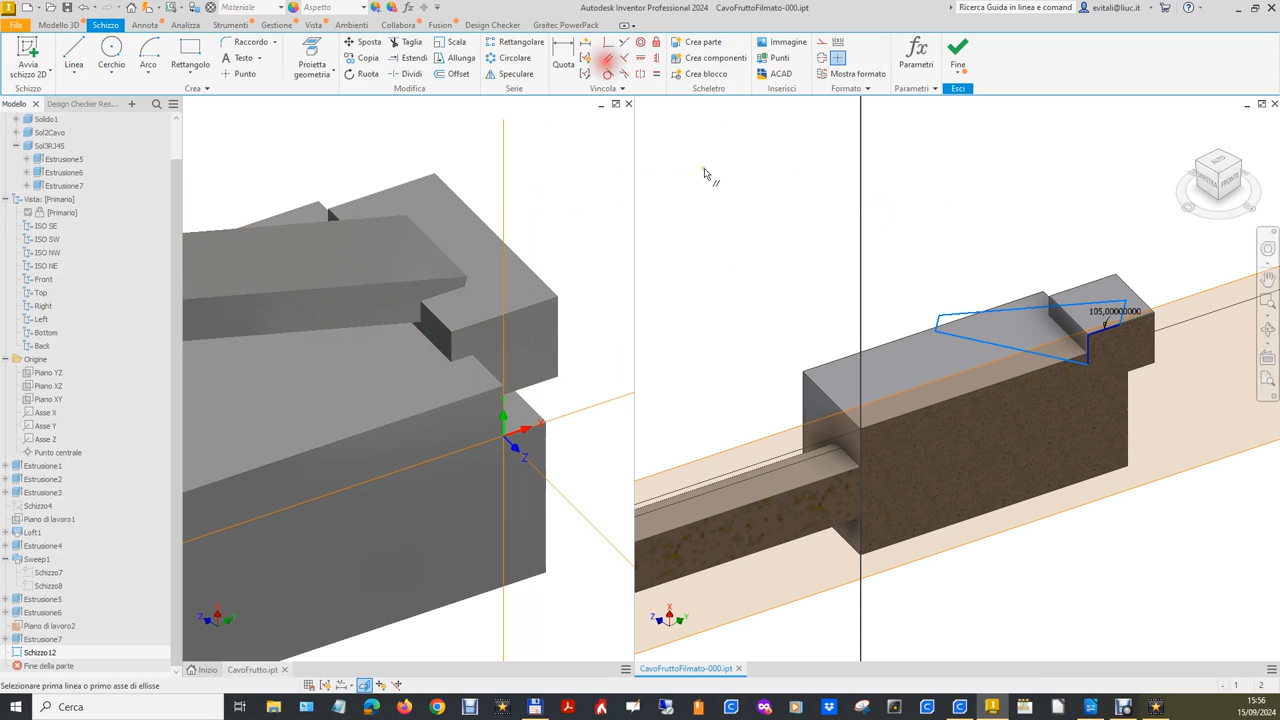 Materiale
Aspetto
Autodesk Inventor Professional 2024
CavoFruttoFilmato-000.ipt
Ricerca Guida in linea e comandi
evitali@liuc.it
File
Modello 3D
Schizzo
Annota
Analizza
Strumenti
Gestione
Vista
Ambienti
Collabora
Fusion
Design Checker
Graitec PowerPack
Avvia
schizzo 2D
Linea
Cerchio
Arco
Rettangolo
Raccordo
Testo
Punto
Proietta
geometria
Sposta
Copia
Ruota
Taglia
Estendi
Dividi
Scala
Allunga
Offset
Rettangolare
Circolare
Speculare
Quota
Crea parte
Crea componenti
Crea blocco
Immagine
Punti
ACAD
Mostra formato
Parametri
Fine
Schizzo
Crea
Modifica
Serie
Vincola
Scheletro
Inserisci
Formato
Parametri
Esci
Modello
Design Checker Res...
Solido1
Sol2Cavo
Sol3RJ45
Estrusione5
Estrusione6
Estrusione7
Vista: [Primario]
[Primario]
ISO SE
ISO SW
ISO NW
ISO NE
Front
Top
Right
Left
Bottom
Back
Origine
Piano YZ
Piano XZ
Piano XY
Asse X
Asse Y
Asse Z
Punto centrale
Estrusione1
Estrusione2
Estrusione3
Schizzo4
Piano di lavoro1
Loft1
Estrusione4
Sweep1
Schizzo7
Schizzo8
Estrusione5
Estrusione6
Piano di lavoro2
Estrusione7
Schizzo12
Fine della parte
X
Z
105,00000000
ALTO
FRONTE
Z
X
Y
Z
X
Y
Inizio
CavoFrutto.ipt
CavoFruttoFilmato-000.ipt
Selezionare prima linea o primo asse di ellisse
1
2
Cerca
15:56
15/09/2024